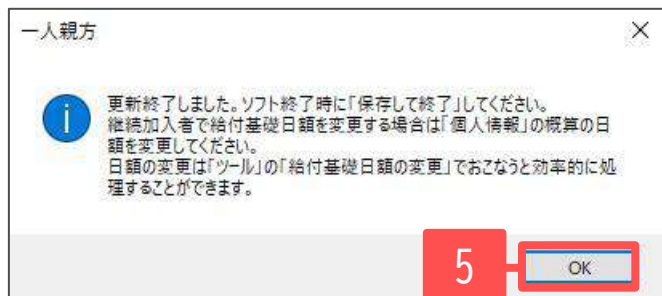 一人親方
更新終了しました。ソフト終了時に「保存して終了」してください。
継続加入者で給付基礎日額を変更する場合は「個人情報」の概算の日
額を変更してください。
日額の変更は「ツール」の「給付基礎日額の変更」でおこなうと効率的に処
理することができます。
5
OK